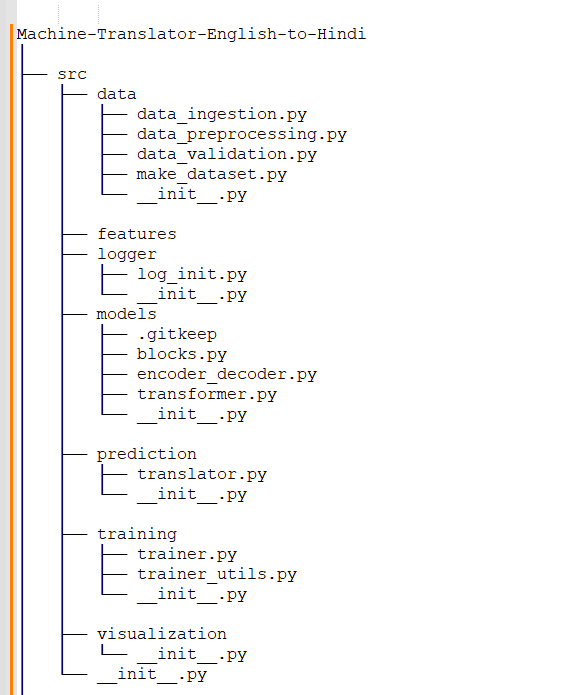 Machine-Translator-English-to-Hindi
src
data
data_ingestion.py
data_preprocessing.py
data_validation.py
make_dataset.py
__init__.py
features
logger
log_init.py
__init__.py
models
.gitkeep
blocks.py
encoder_decoder.py
transformer.py
__init__.py
prediction
translator.py
__init__.py
training
trainer.py
trainer_utils.py
__init__.py
visualization
__init__.py
__init__.py